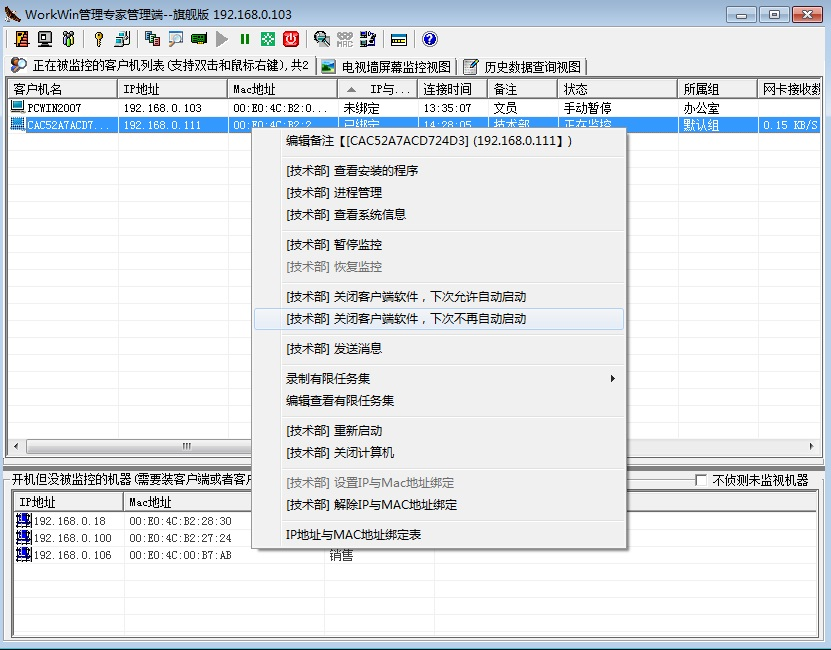 WorkWin管理专家管理端--旗舰版 192.168.0.103
MAC
正在被监控的客户机列表(支持双击和鼠标右键), 共2 电视墙屏幕监控视图 历史数据查询视图
客户机名 IP地址 Mac地址 IP与... 连接时间 备注 状态 所属组 网卡接收数
PCWIN2007 192.168.0.103 00:E0:4C:B2:0... 未绑定 13:35:07 文员 手动暂停 办公室
CAC52A7ACD7... 192.168.0.111 00:E0:4C:B2:2... 已绑定 14:28:05 技术部 正在监控 默认组 0.15 KB/S
编辑备注【[CAC52A7ACD724D3] (192.168.0.111】)
[技术部] 查看安装的程序
[技术部] 进程管理
[技术部] 查看系统信息
[技术部] 暂停监控
[技术部] 恢复监控
[技术部] 关闭客户端软件，下次允许自动启动
[技术部] 关闭客户端软件，下次不再自动启动
[技术部] 发送消息
录制有限任务集
编辑查看有限任务集
[技术部] 重新启动
[技术部] 关闭计算机
[技术部] 设置IP与Mac地址绑定
[技术部] 解除IP与MAC地址绑定
IP地址与MAC地址绑定表
开机但没被监控的机器(需要装客户端或者客户 不侦测未监视机器
IP地址 Mac地址
192.168.0.18 00:E0:4C:B2:28:30
192.168.0.100 00:E0:4C:B2:27:24
192.168.0.106 00:E0:4C:00:B7:AB 销售